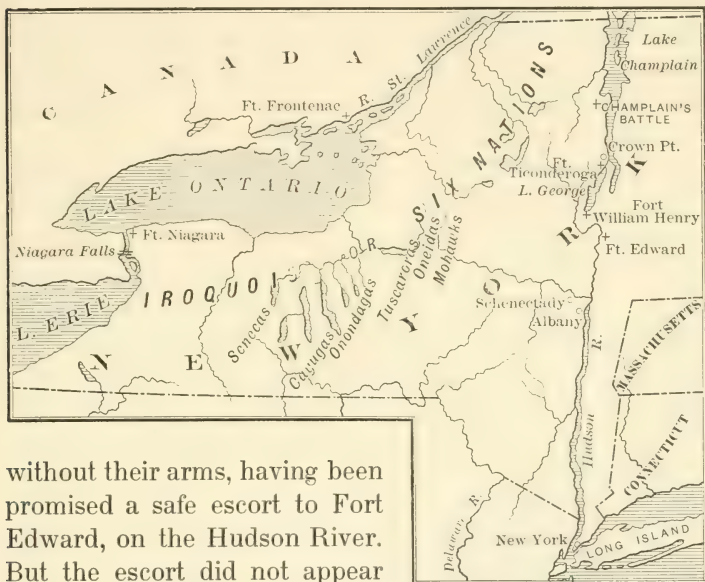 CANADA
R. St. Lawrence
Lake
Champlain
Ft. Frontenac
CHAMPLAIN'S
BATTLE
Crown Pt.
Ft.
Ticonderoga
L. George
LAKE ONTARIO
IROQUOI OR SIX NATIONS
Fort
William Henry
Ft. Edward
Ft. Niagara
Niagara Falls
L. ERIE
Senecas
Cayugas
Onondagas
Tuscaroras
Oneidas
Mohawks
NEW YORK
Schenectady
Albany
MASSACHUSETTS
Hudson R.
CONNECTICUT
Delaware R.
New York
LONG ISLAND
without their arms, having been
promised a safe escort to Fort
Edward, on the Hudson River.
But the escort did not appear